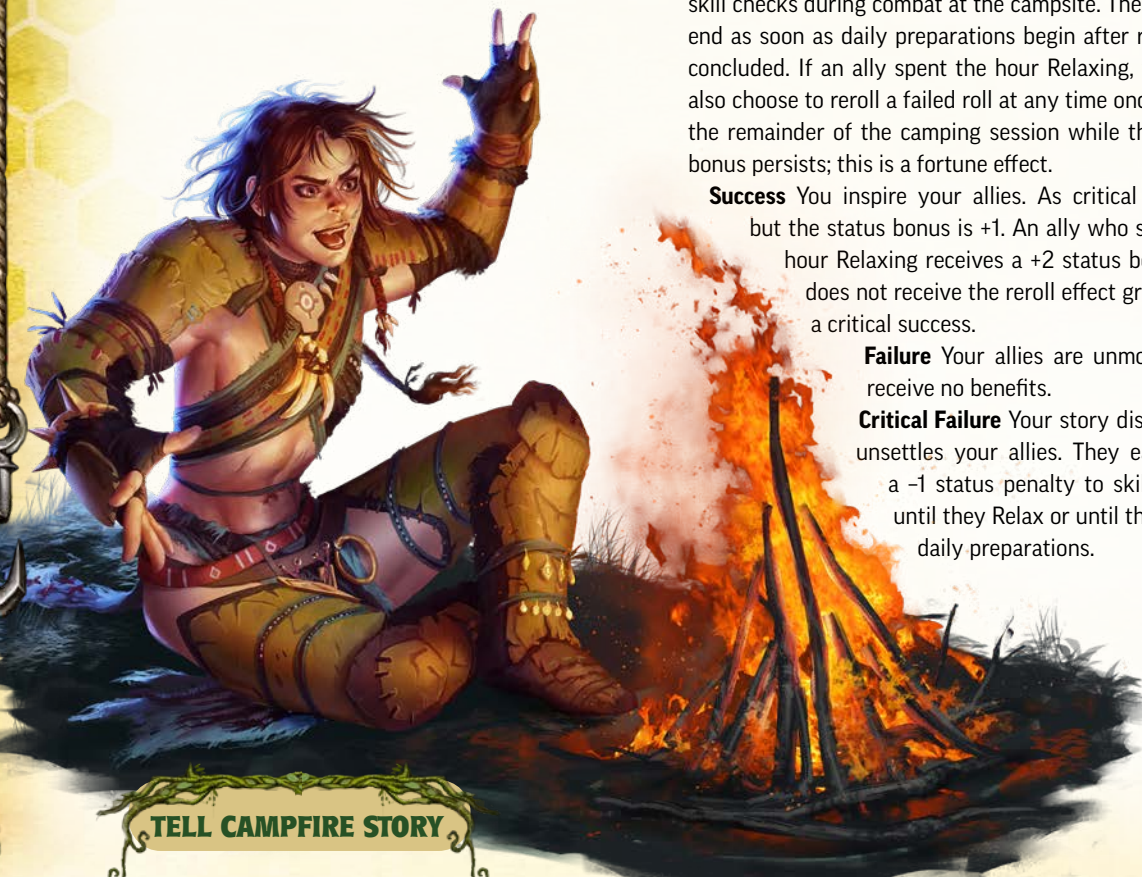 skill checks during combat at the campsite. The
end as soon as daily preparations begin after r
concluded. If an ally spent the hour Relaxing,
also choose to reroll a failed roll at any time onc
the remainder of the camping session while th
bonus persists; this is a fortune effect.
Success You inspire your allies. As critical
but the status bonus is +1. An ally who s
hour Relaxing receives a +2 status b
does not receive the reroll effect gr
a critical success.
Failure Your allies are unmo
receive no benefits.
Critical Failure Your story dis
unsettles your allies. They e
a –1 status penalty to ski
until they Relax or until th
daily preparations.
TELL CAMPFIRE STORY